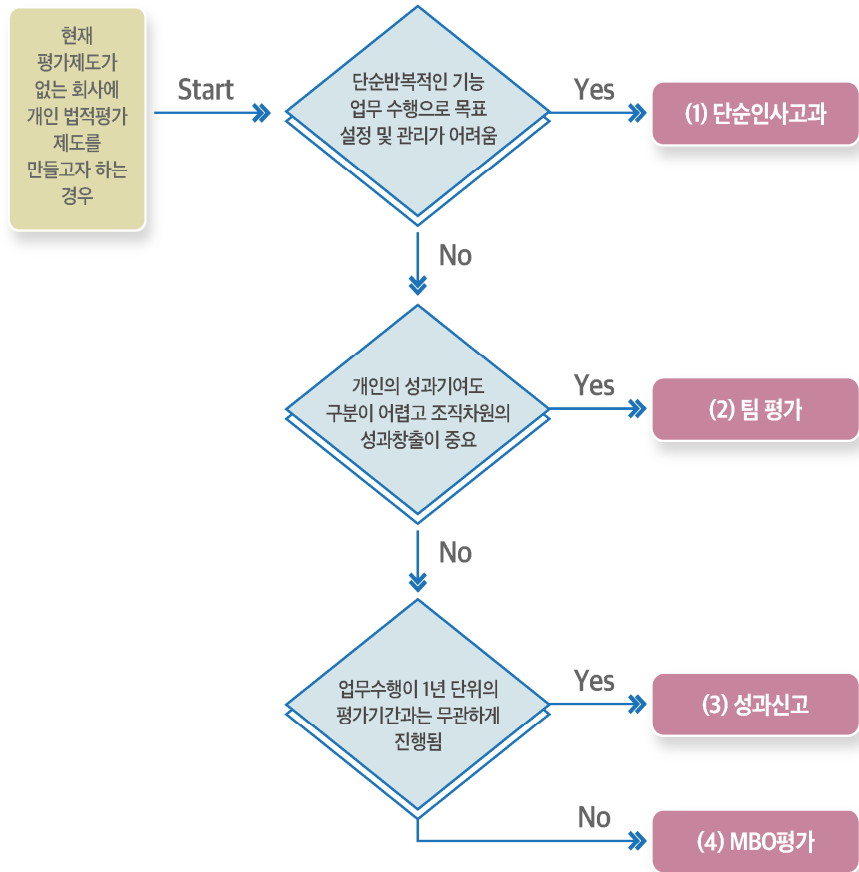 현재
평가제도가
없는 회사에
개인 법적평가
제도를
만들고자 하는
경우
Start
단순반복적인 기능
업무 수행으로 목표
설정 및 관리가 어려움
Yes
(1) 단순인사고과
No
개인의 성과기여도
구분이 어렵고 조직차원의
성과창출이 중요
Yes
(2) 팀 평가
No
업무수행이 1년 단위의
평가기간과는 무관하게
진행됨
Yes
(3) 성과신고
No
(4) MBO평가